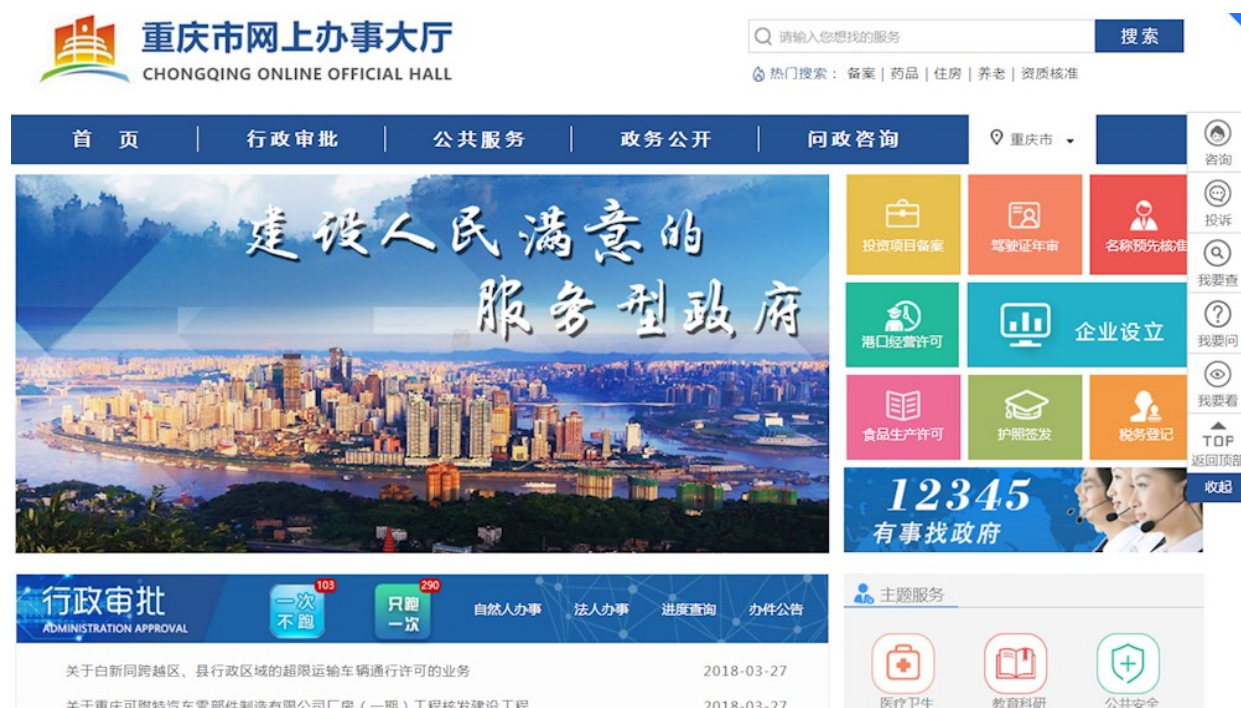 重庆市网上办事大厅
CHONGQING ONLINE OFFICIAL HALL
请输入您想找的服务
搜索
热门搜索： 备案 | 药品 | 住房 | 养老 | 资质核准
首 页
行政审批
公共服务
政务公开
问政咨询
重庆市
咨询
投诉
我要查
我要问
我要看
TOP
返回顶部
收起
建设人民满意的
服务型政府
投资项目备案
驾驶证年审
名称预先核准
港口经营许可
企业设立
食品生产许可
护照签发
税务登记
12345
有事找政府
行政审批
ADMINISTRATION APPROVAL
一次
不跑
103
只跑
一次
290
自然人办事
法人办事
进度查询
办件公告
主题服务
关于白新同跨越区、县行政区域的超限运输车辆通行许可的业务
2018-03-27
2018-03-27
医疗卫生
教育科研
公共安全